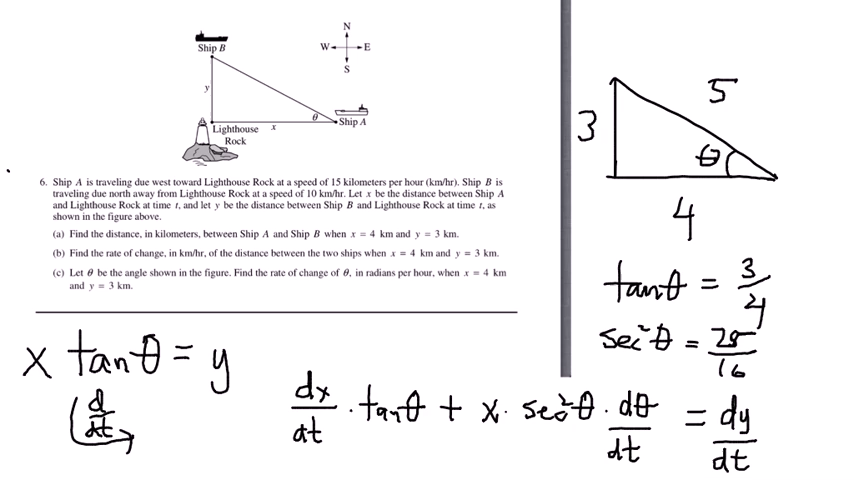 N
W E
S
Ship B
y
θ
Ship A
Lighthouse x
Rock
6. Ship A is traveling due west toward Lighthouse Rock at a speed of 15 kilometers per hour (km/hr). Ship B is
traveling due north away from Lighthouse Rock at a speed of 10 km/hr. Let x be the distance between Ship A
and Lighthouse Rock at time t, and let y be the distance between Ship B and Lighthouse Rock at time t, as
shown in the figure above.
(a) Find the distance, in kilometers, between Ship A and Ship B when x = 4 km and y = 3 km.
(b) Find the rate of change, in km/hr, of the distance between the two ships when x = 4 km and y = 3 km.
(c) Let θ be the angle shown in the figure. Find the rate of change of θ, in radians per hour, when x = 4 km
and y = 3 km.
3 5
θ
4
tanθ = 3/4
sec²θ = 25/16
x tanθ = y
d/dt
dx/dt · tanθ + x · sec²θ · dθ/dt = dy/dt